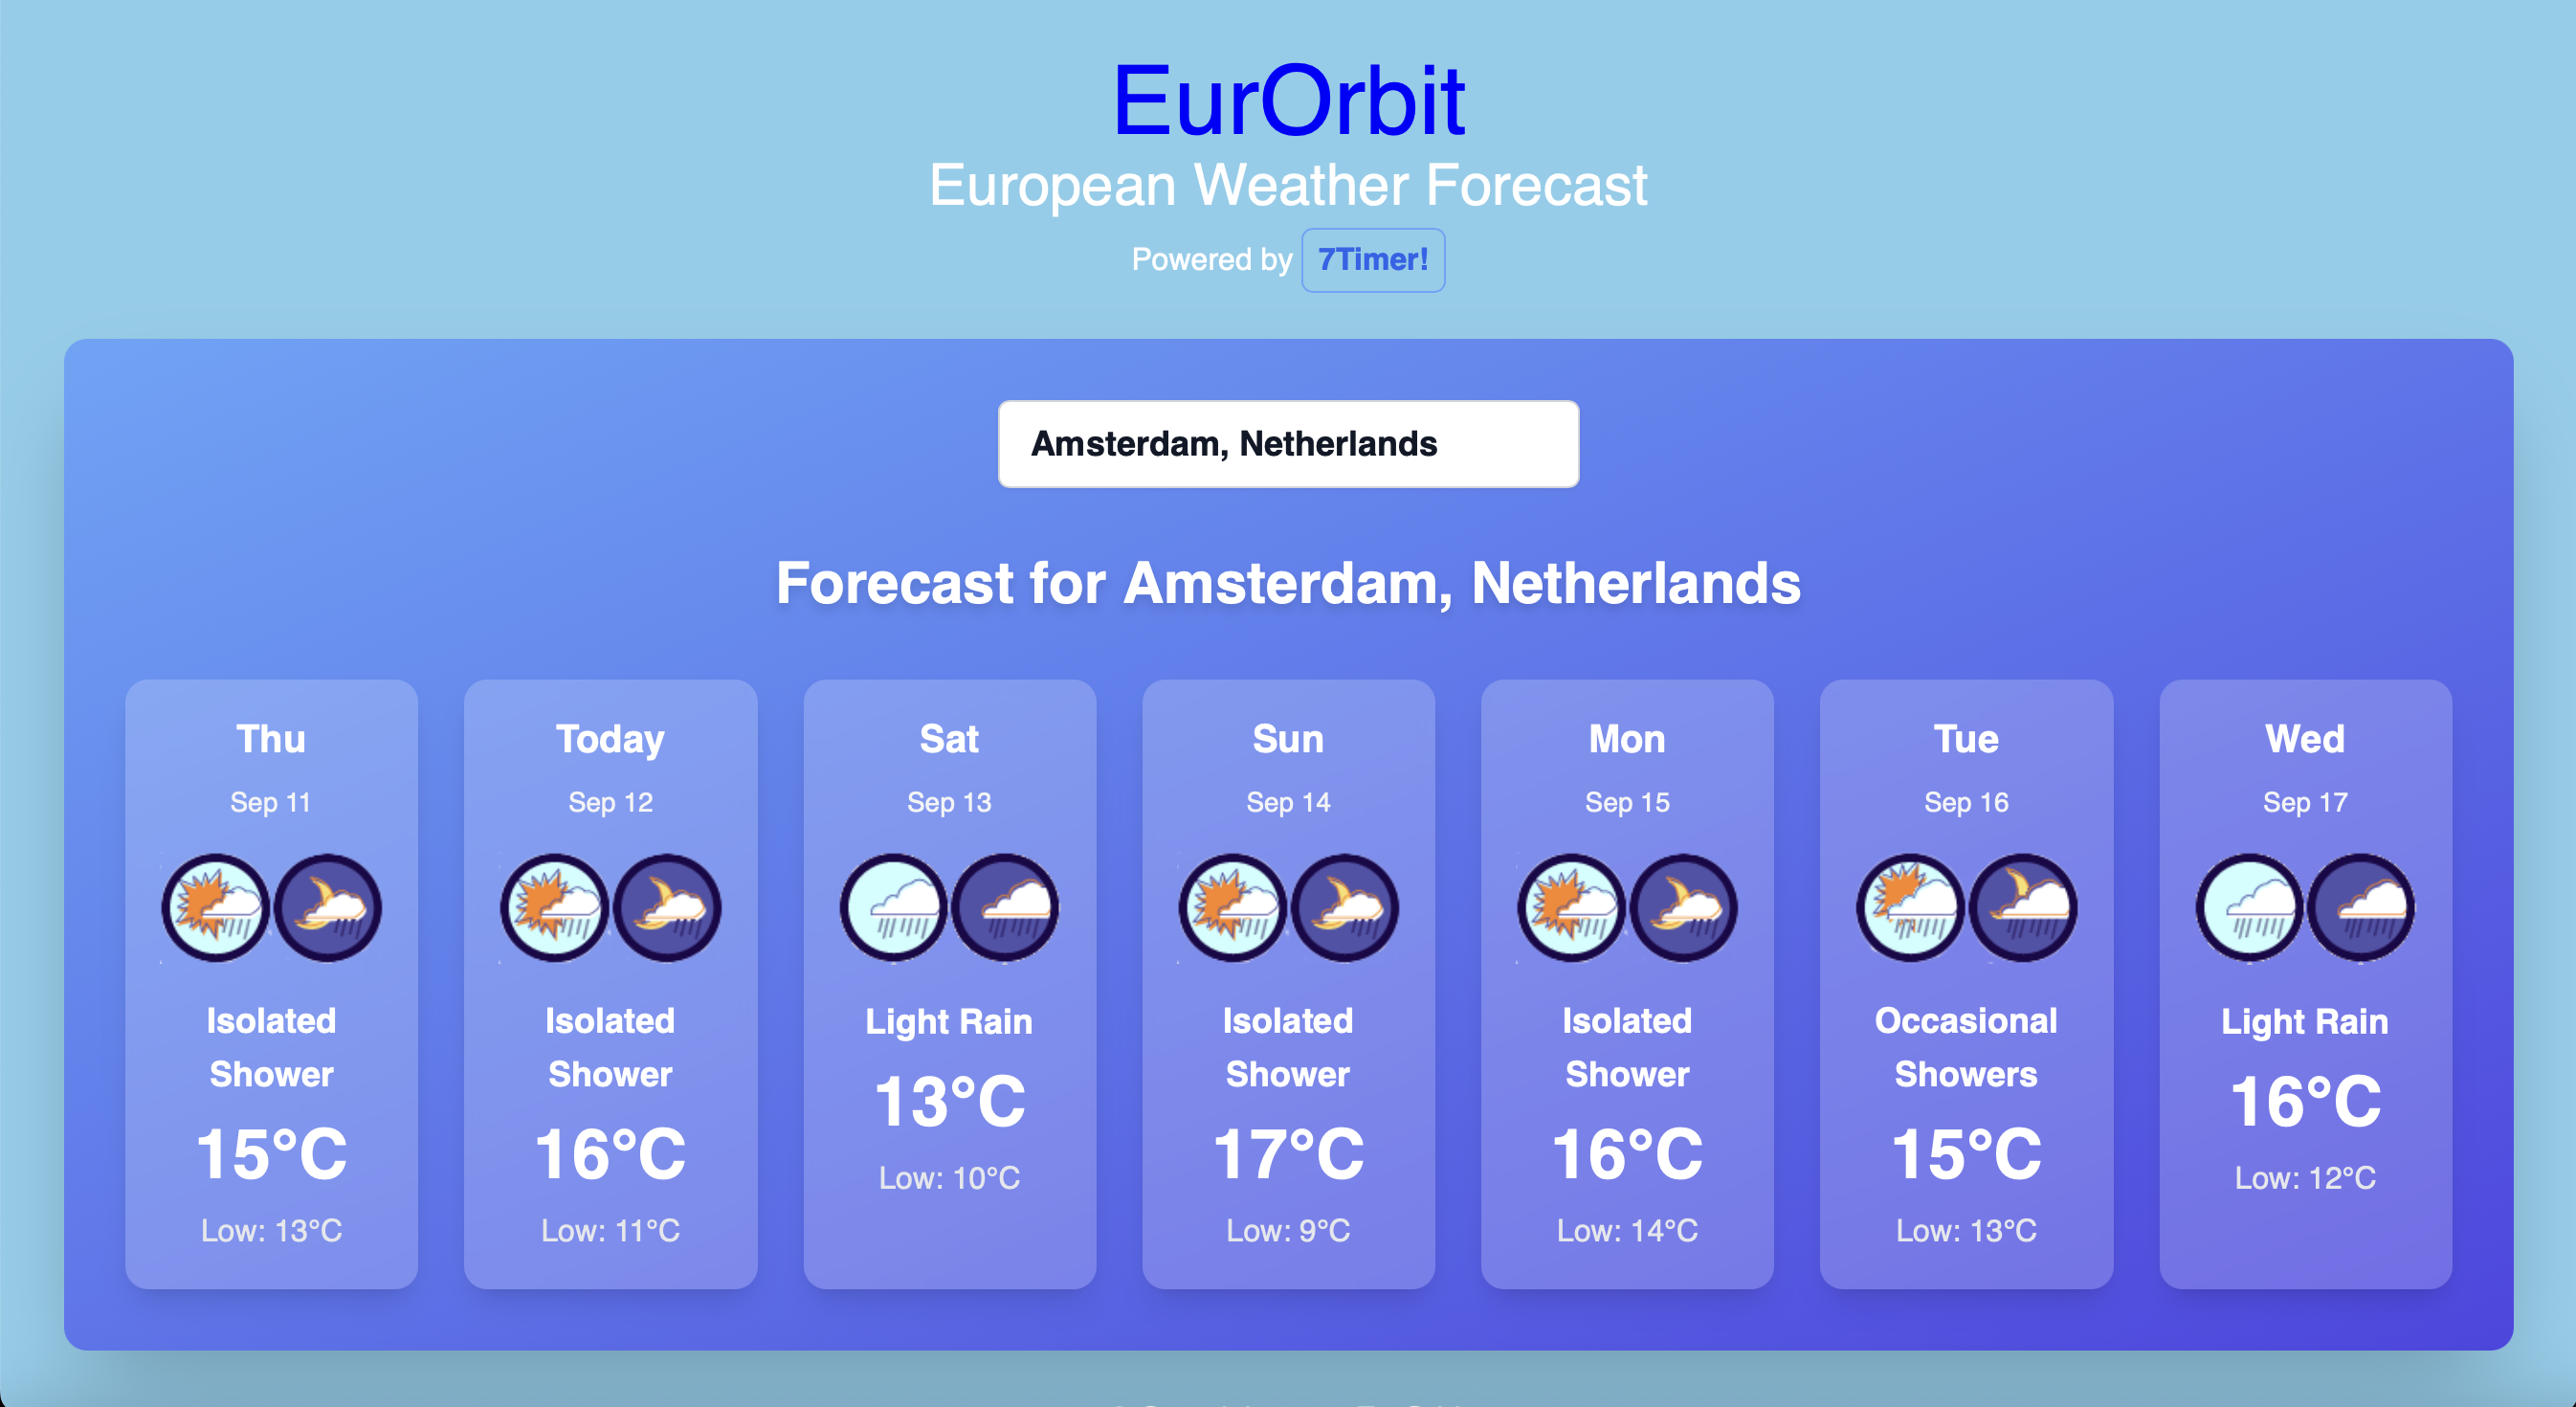 EurOrbit
European Weather Forecast
Powered by 7Timer!
Amsterdam, Netherlands
Forecast for Amsterdam, Netherlands
Thu
Sep 11
Isolated
Shower
15°C
Low: 13°C
Today
Sep 12
Isolated
Shower
16°C
Low: 11°C
Sat
Sep 13
Light Rain
13°C
Low: 10°C
Sun
Sep 14
Isolated
Shower
17°C
Low: 9°C
Mon
Sep 15
Isolated
Shower
16°C
Low: 14°C
Tue
Sep 16
Occasional
Showers
15°C
Low: 13°C
Wed
Sep 17
Light Rain
16°C
Low: 12°C